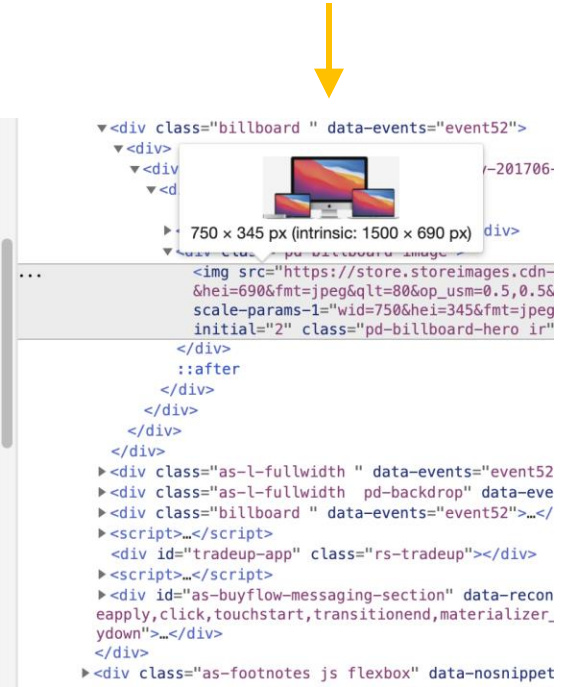 ▼<div class="billboard " data-events="event52">
▼<div>
▼<div y-201706-
▼<d
750 × 345 px (intrinsic: 1500 × 690 px)
▶ div>
▼<div class="pd-billboard-image">
... <img src="https://store.storeimages.cdn-
&hei=690&fmt=jpeg&qlt=80&op_usm=0.5,0.5&
scale-params-1="wid=750&hei=345&fmt=jpeg
initial="2" class="pd-billboard-hero ir"
</div>
::after
</div>
</div>
</div>
</div>
▶<div class="as-l-fullwidth " data-events="event52
▶<div class="as-l-fullwidth  pd-backdrop" data-eve
▶<div class="billboard " data-events="event52">…</
▶<script>…</script>
<div id="tradeup-app" class="rs-tradeup"></div>
▶<script>…</script>
▶<div id="as-buyflow-messaging-section" data-recon
eapply,click,touchstart,transitionend,materializer_
ydown">…</div>
</div>
▶<div class="as-footnotes js flexbox" data-nosnippet